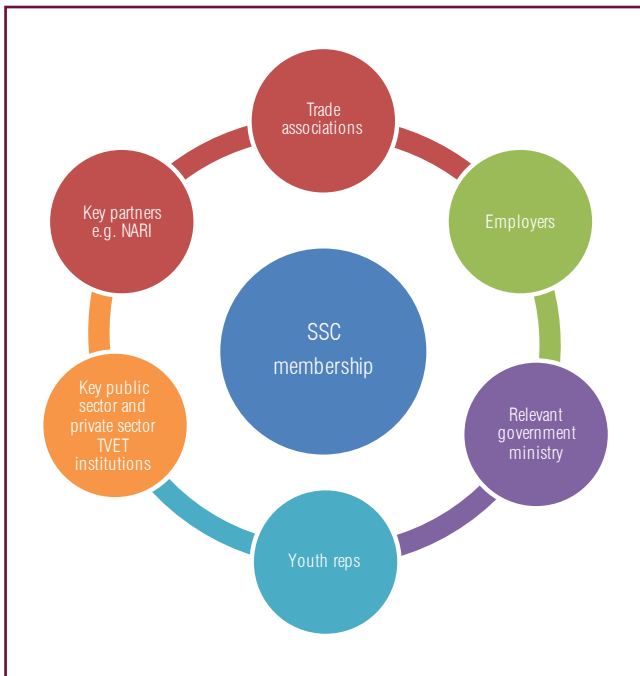 Trade
associations
Key partners
e.g. NARI
Employers
SSC
membership
Key public
sector and
private sector
TVET
institutions
Relevant
government
ministry
Youth reps